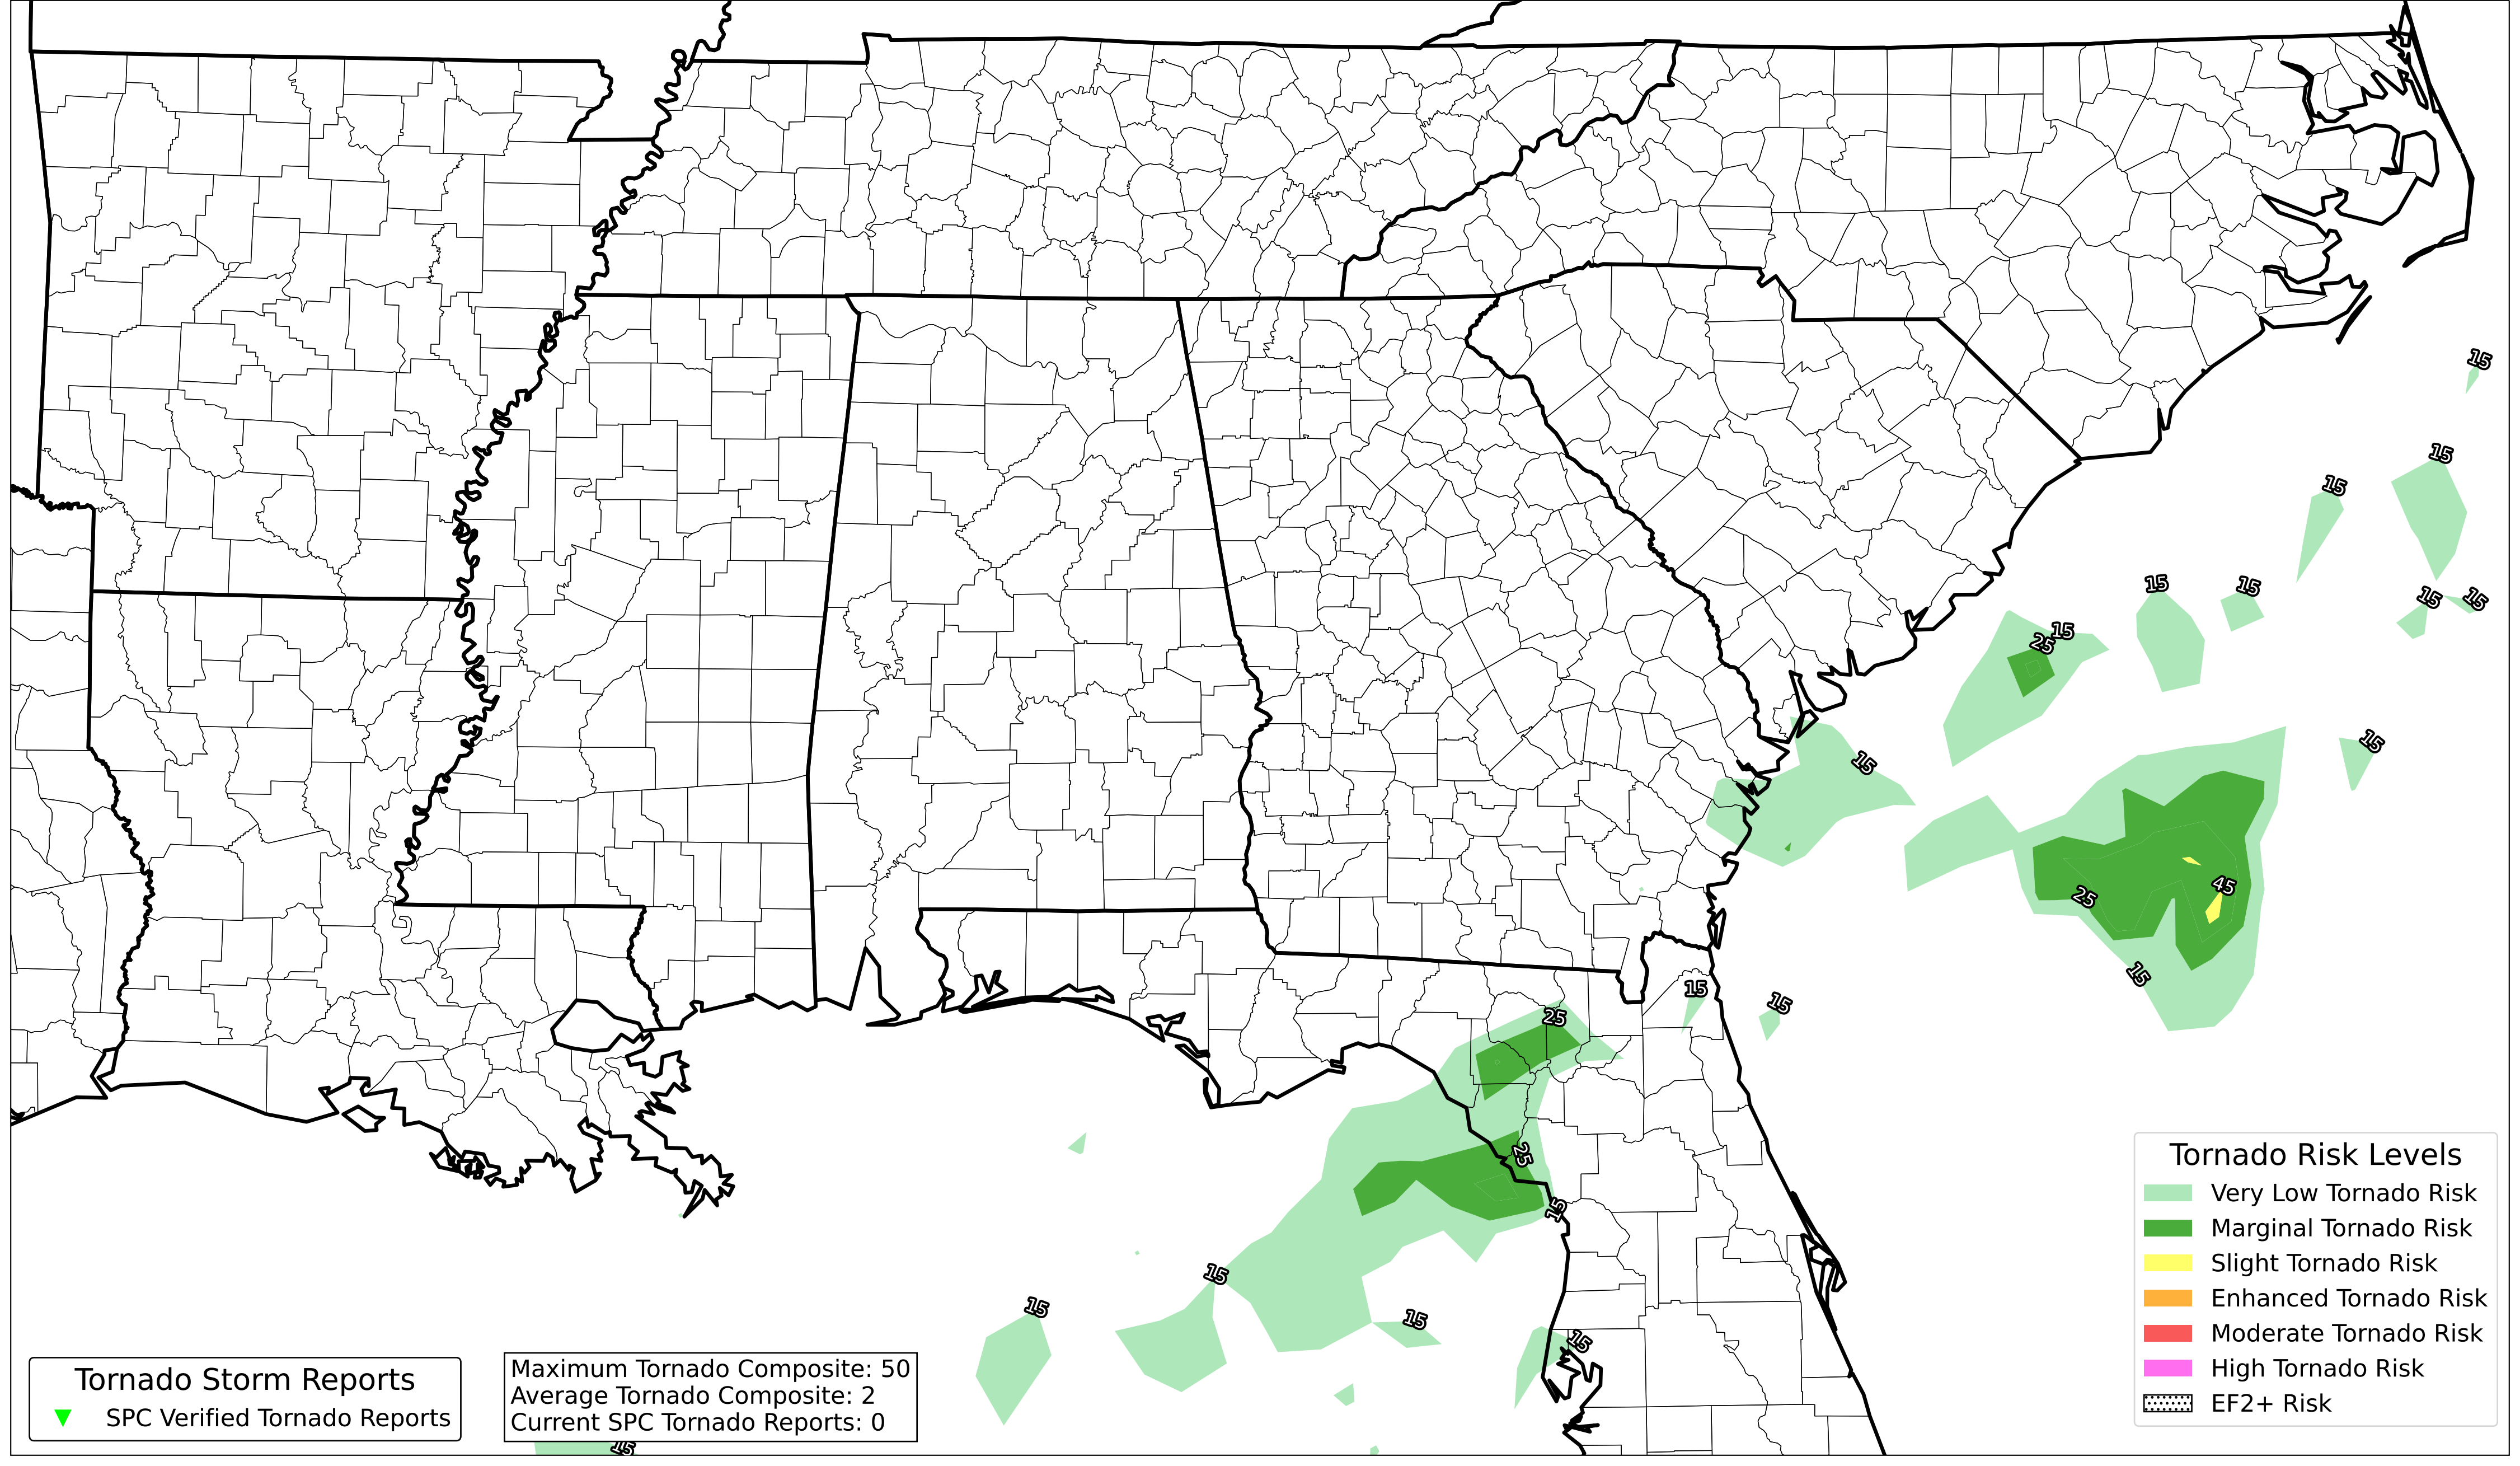 15
15
15
15
15
15
15
15
25
15
15
15
45
25
15
15
15
25
25
15
15
15
15
15
15
Tornado Risk Levels
Very Low Tornado Risk
Marginal Tornado Risk
Slight Tornado Risk
Enhanced Tornado Risk
Moderate Tornado Risk
High Tornado Risk
EF2+ Risk
Tornado Storm Reports
SPC Verified Tornado Reports
Maximum Tornado Composite: 50
Average Tornado Composite: 2
Current SPC Tornado Reports: 0